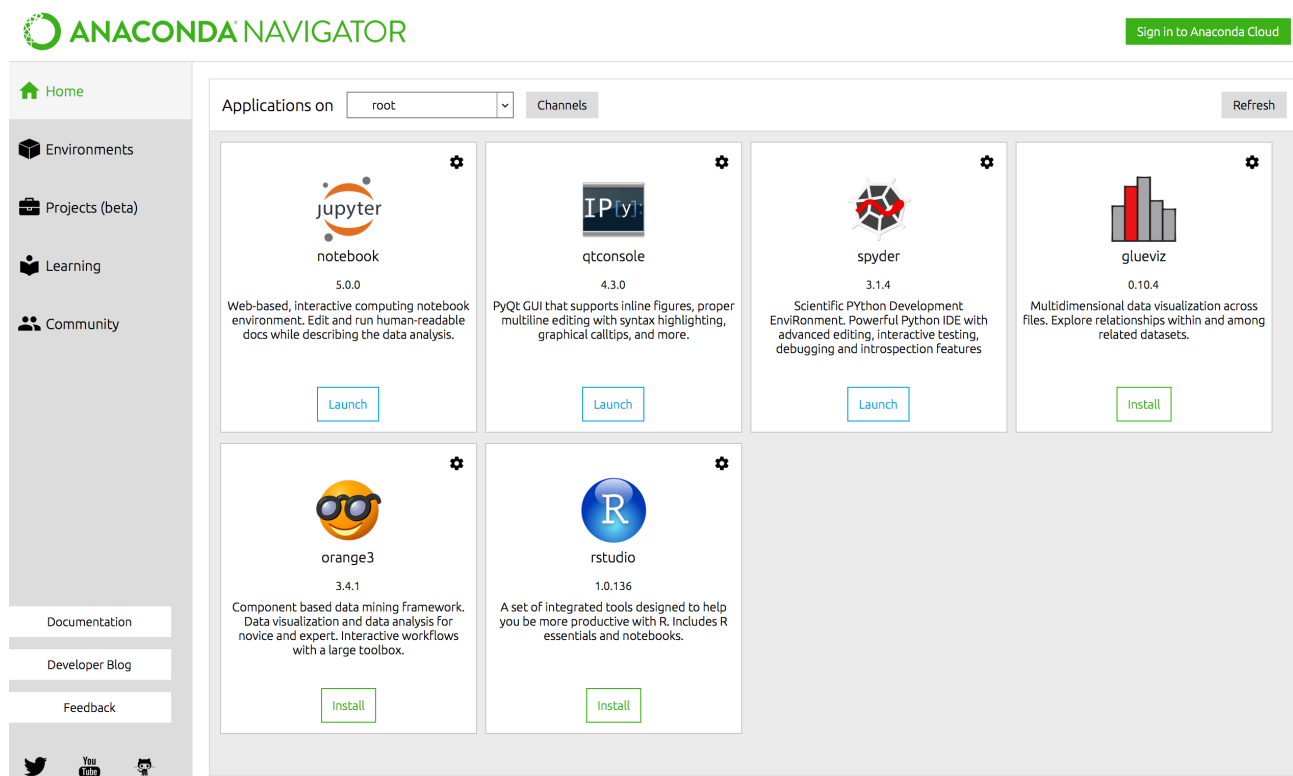 ANACONDA NAVIGATOR
Sign in to Anaconda Cloud
Home
Environments
Projects (beta)
Learning
Community
Documentation
Developer Blog
Feedback
You
Tube
Applications on
root
Channels
Refresh
jupyter
notebook
5.0.0
Web-based, interactive computing notebook
environment. Edit and run human-readable
docs while describing the data analysis.
Launch
IP[y]:
qtconsole
4.3.0
PyQt GUI that supports inline figures, proper
multiline editing with syntax highlighting,
graphical calltips, and more.
Launch
spyder
3.1.4
Scientific PYthon Development
EnviRonment. Powerful Python IDE with
advanced editing, interactive testing,
debugging and introspection features
Launch
glueviz
0.10.4
Multidimensional data visualization across
files. Explore relationships within and among
related datasets.
Install
orange3
3.4.1
Component based data mining framework.
Data visualization and data analysis for
novice and expert. Interactive workflows
with a large toolbox.
Install
R
rstudio
1.0.136
A set of integrated tools designed to help
you be more productive with R. Includes R
essentials and notebooks.
Install